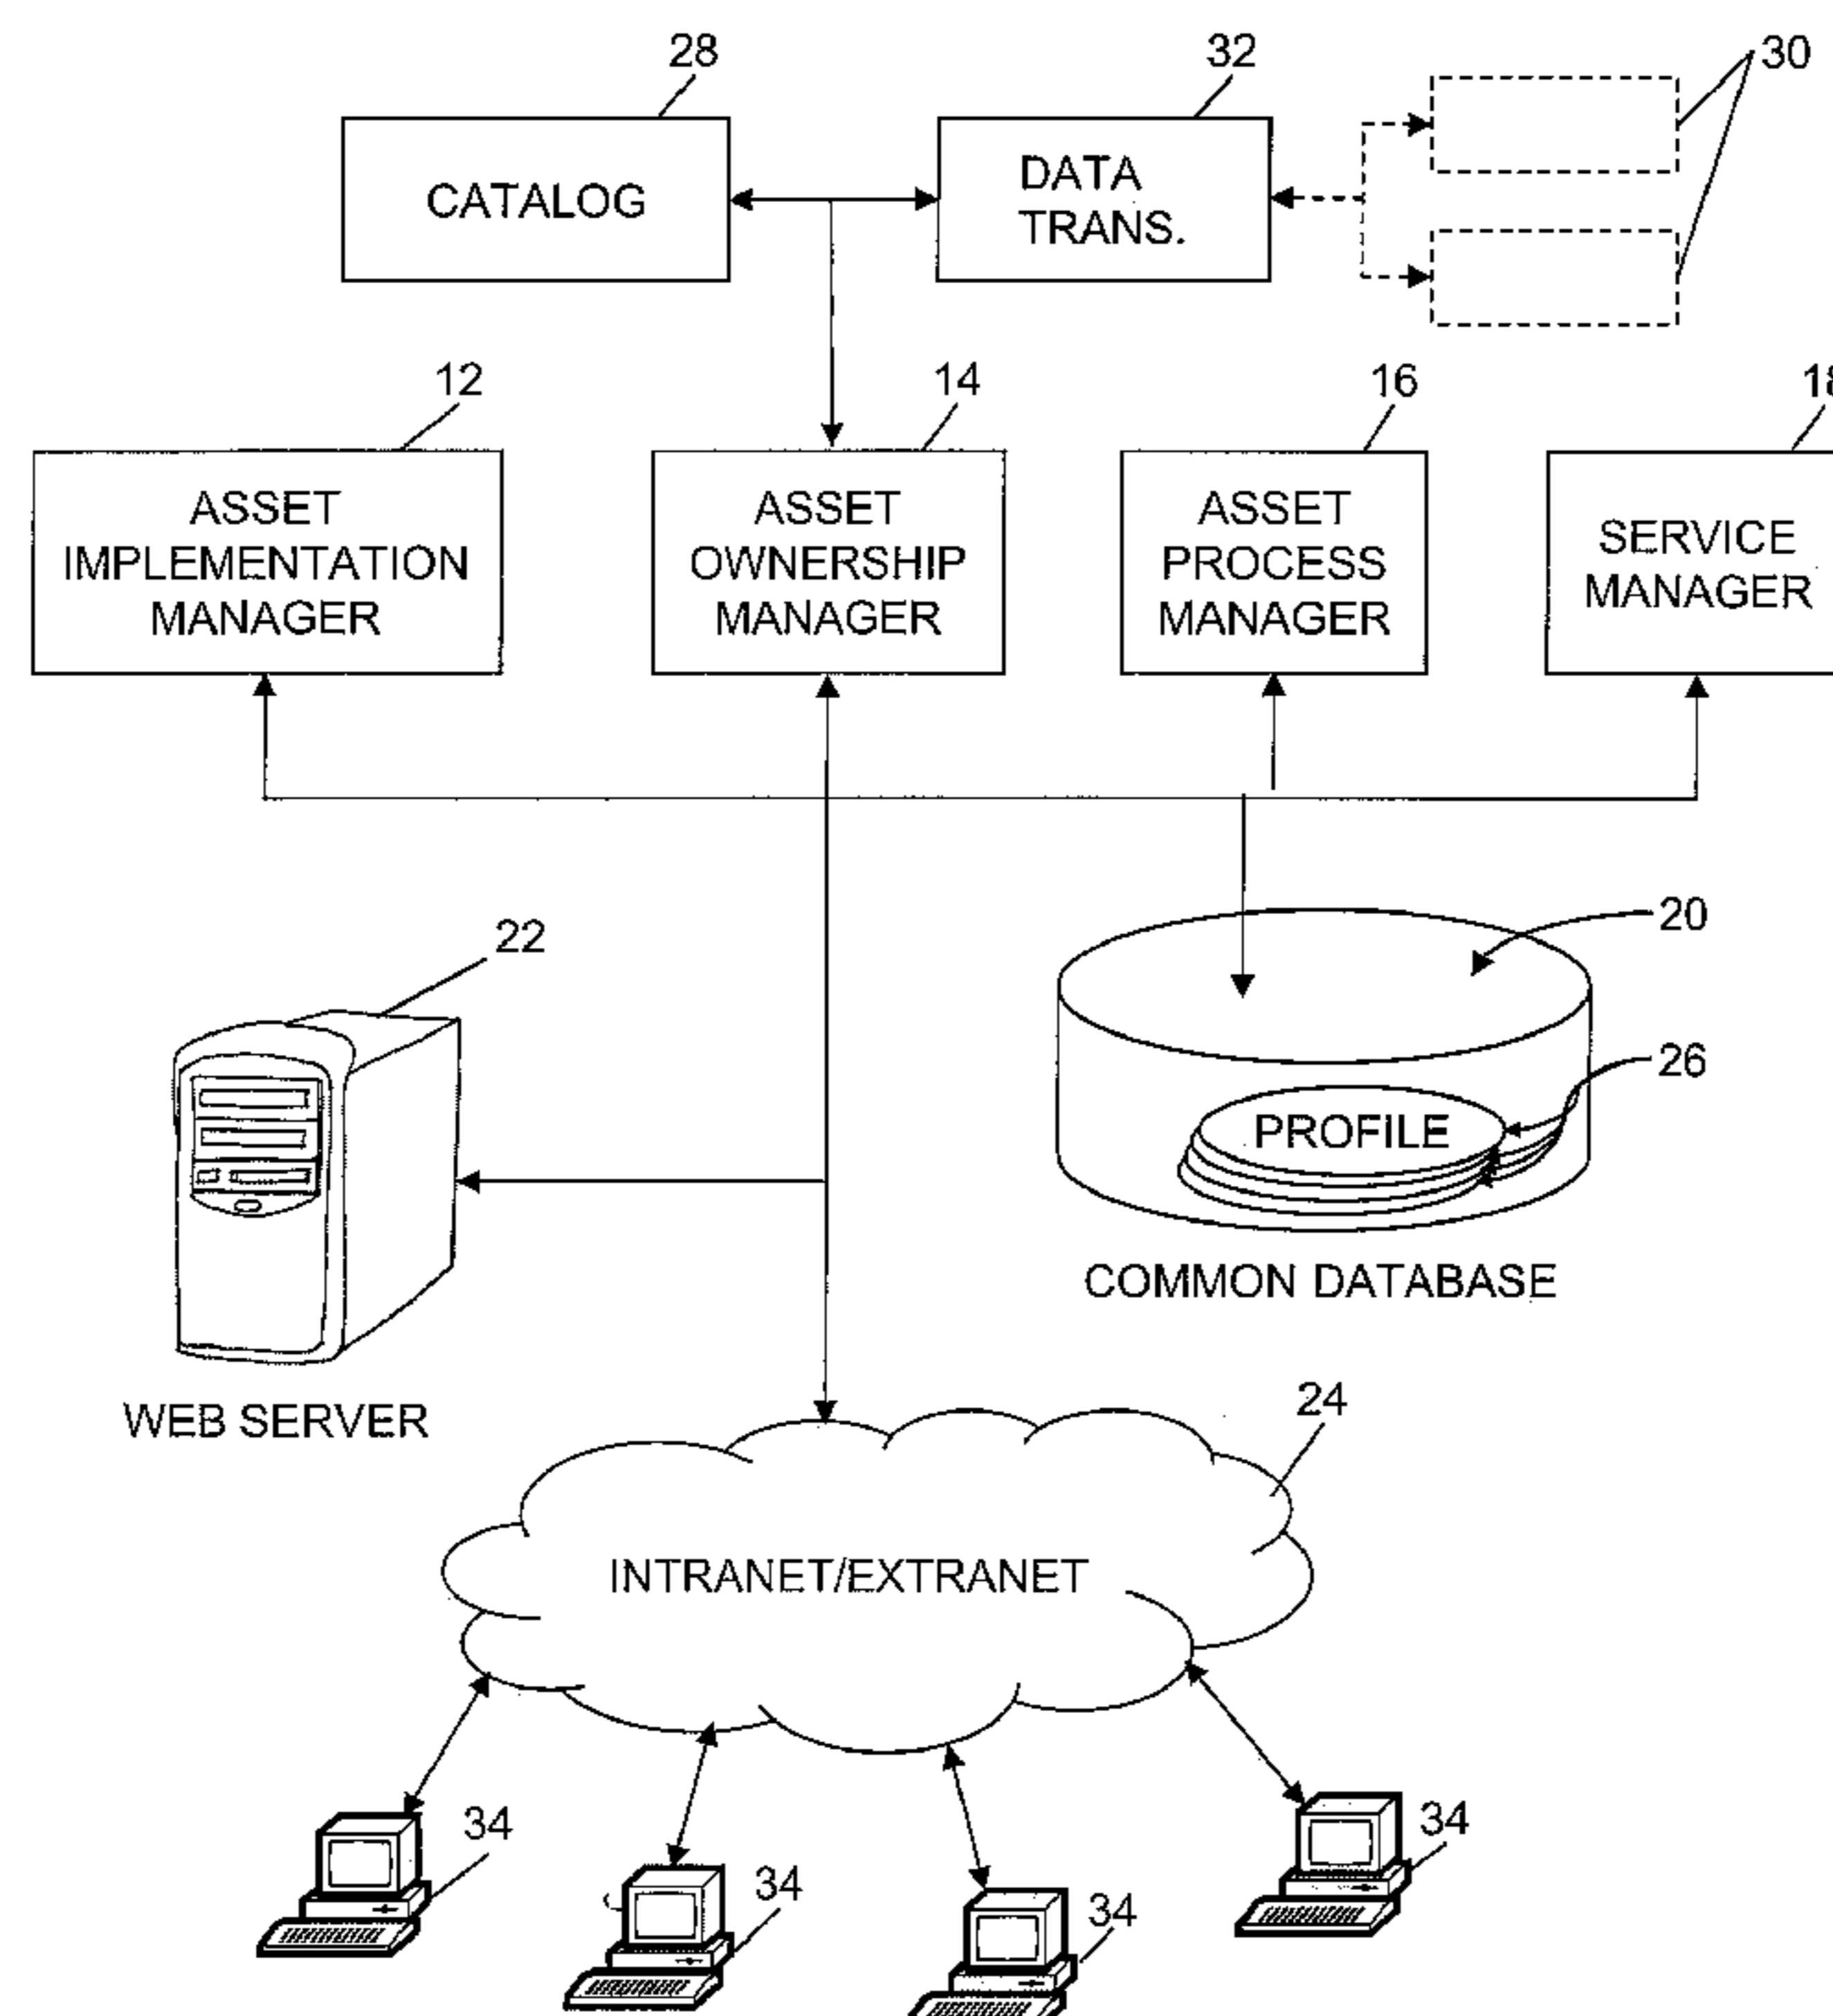 28
32
30
CATALOG
DATA
TRANS.
12
14
16
18
ASSET
IMPLEMENTATION
MANAGER
ASSET
OWNERSHIP
MANAGER
ASSET
PROCESS
MANAGER
SERVICE
MANAGER
22
20
26
PROFILE
COMMON DATABASE
WEB SERVER
24
INTRANET/EXTRANET
34
34
34
34